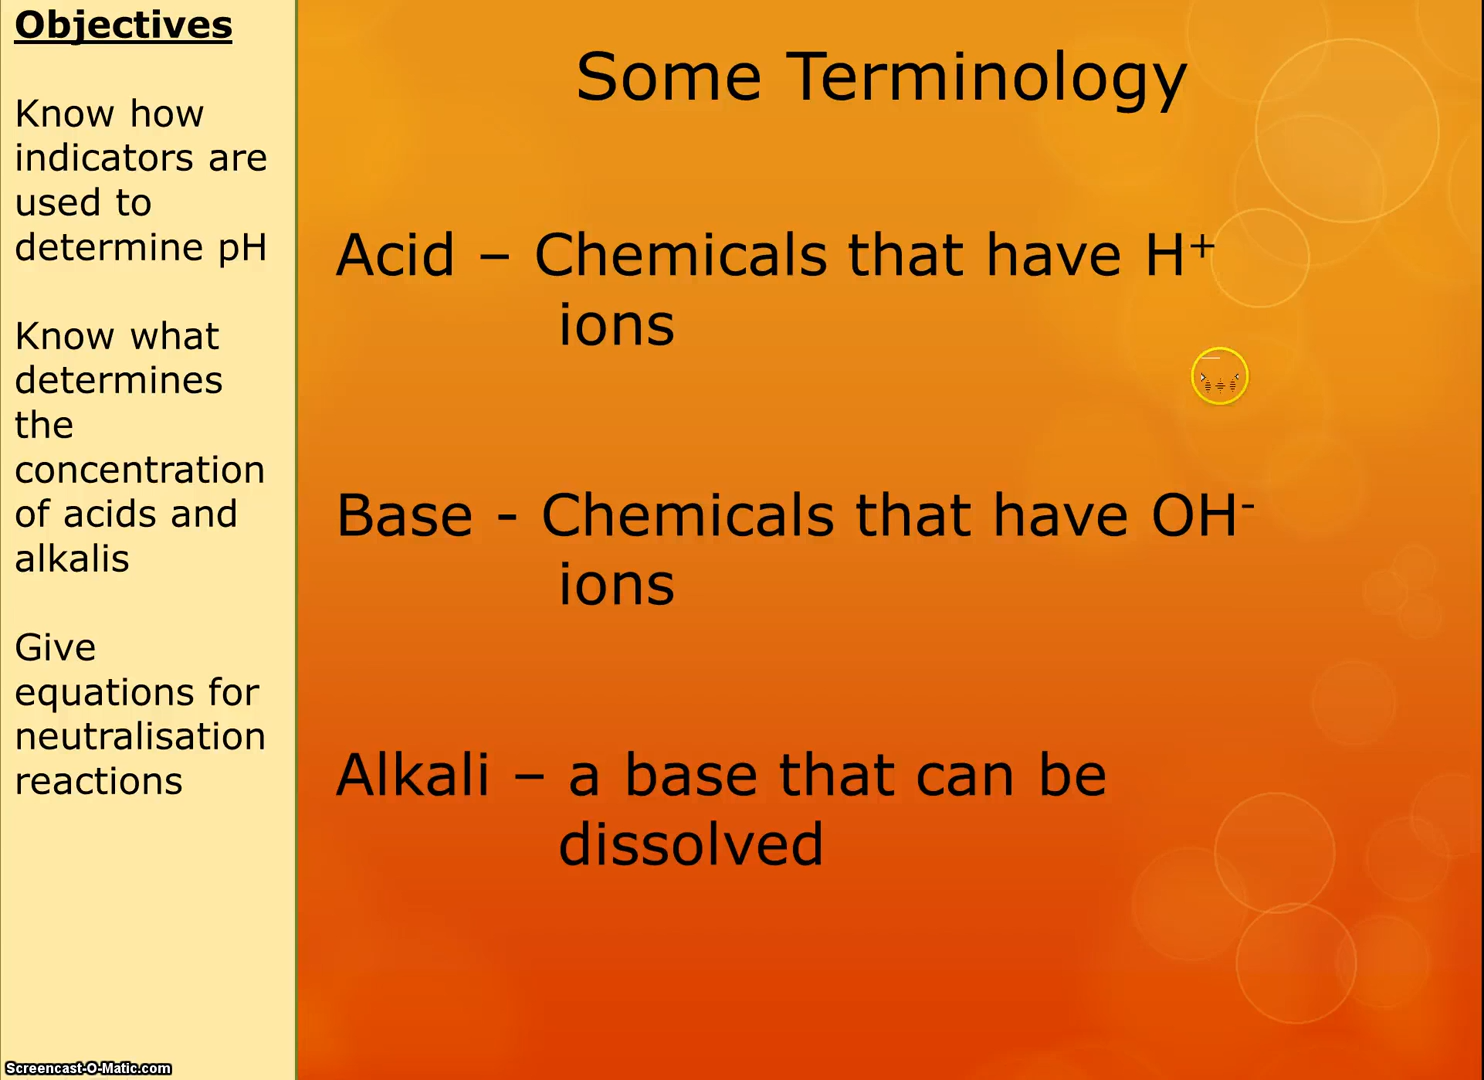 Objectives
Know how
indicators are
used to
determine pH
Know what
determines
the
concentration
of acids and
alkalis
Give
equations for
neutralisation
reactions
Some Terminology
Acid – Chemicals that have H⁺
ions
Base - Chemicals that have OH⁻
ions
Alkali – a base that can be
dissolved
Screencast-O-Matic.com